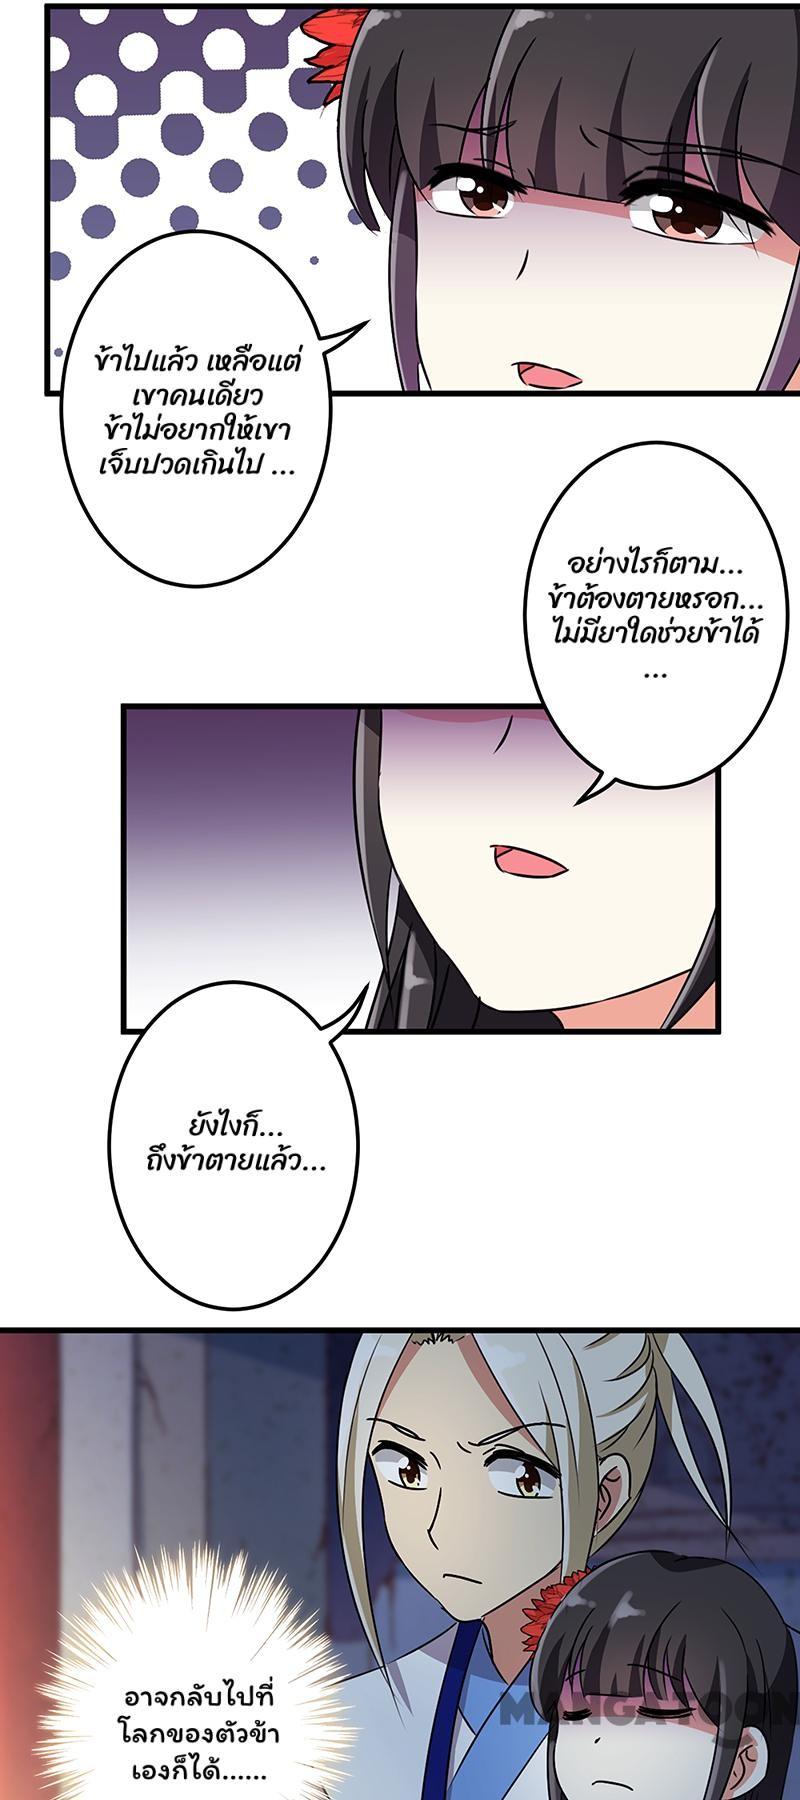 ข้าไปแล้ว เหลือแต่
เขาคนเดียว
ข้าไม่อยากให้เขา
เจ็บปวดเกินไป ...
อย่างไรก็ตาม...
ข้าต้องตายหรอก...
ไม่มียาใดช่วยข้าได้
...
ยังไงก็...
ถึงข้าตายแล้ว...
อาจกลับไปที่
โลกของตัวข้า
เองก็ได้......
MANGATOON